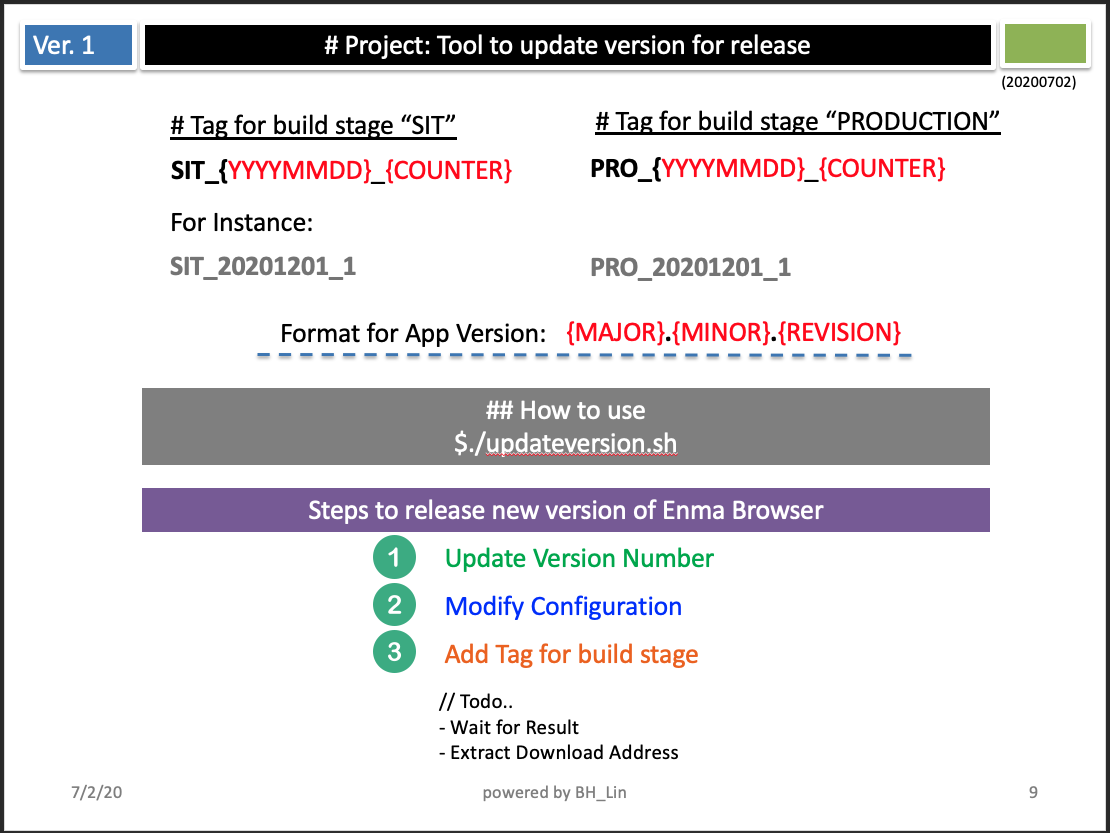 Ver. 1
# Project: Tool to update version for release
(20200702)
# Tag for build stage “SIT”
SIT_{YYYYMMDD}_{COUNTER}
# Tag for build stage “PRODUCTION”
PRO_{YYYYMMDD}_{COUNTER}
For Instance:
SIT_20201201_1
PRO_20201201_1
Format for App Version: {MAJOR}.{MINOR}.{REVISION}
## How to use
$./updateversion.sh
Steps to release new version of Enma Browser
1 Update Version Number
2 Modify Configuration
3 Add Tag for build stage
// Todo..
- Wait for Result
- Extract Download Address
7/2/20 powered by BH_Lin 9